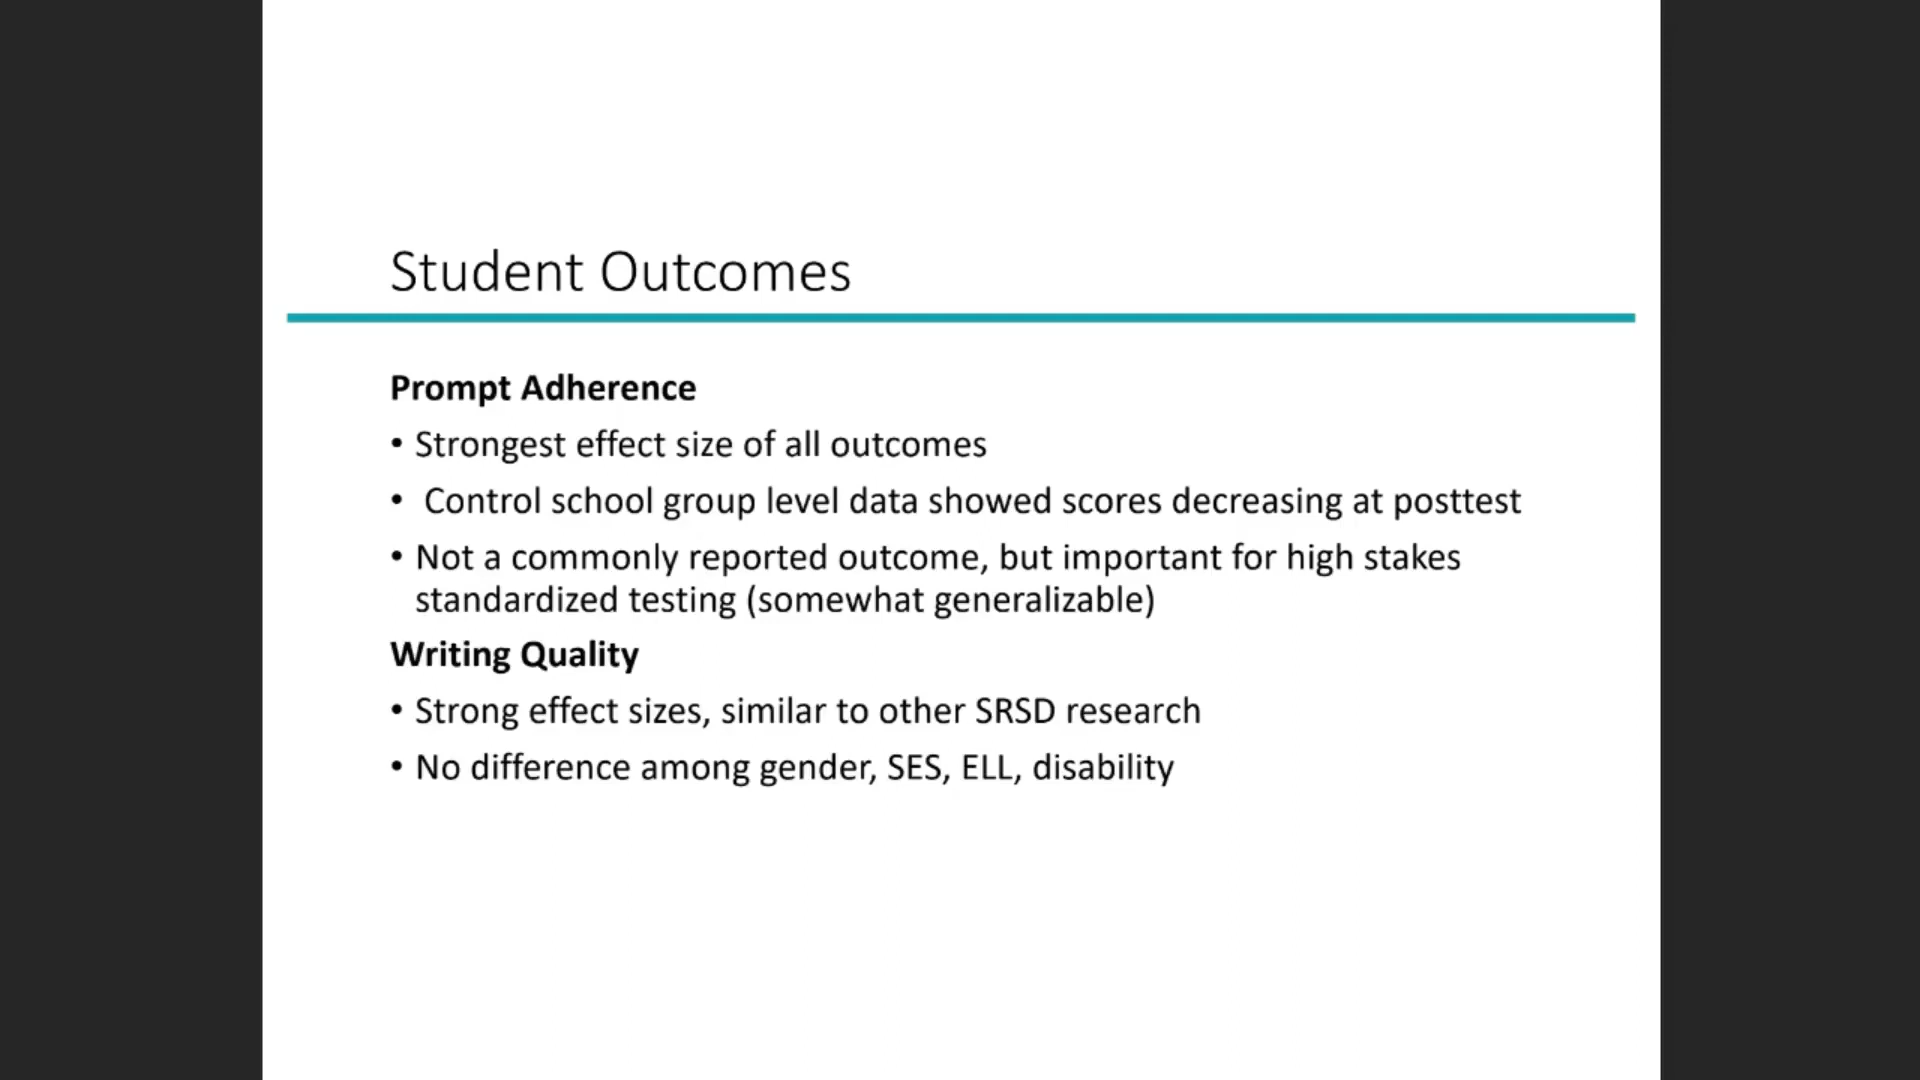 Student Outcomes
Prompt Adherence
• Strongest effect size of all outcomes
• Control school group level data showed scores decreasing at posttest
• Not a commonly reported outcome, but important for high stakes
standardized testing (somewhat generalizable)
Writing Quality
• Strong effect sizes, similar to other SRSD research
• No difference among gender, SES, ELL, disability